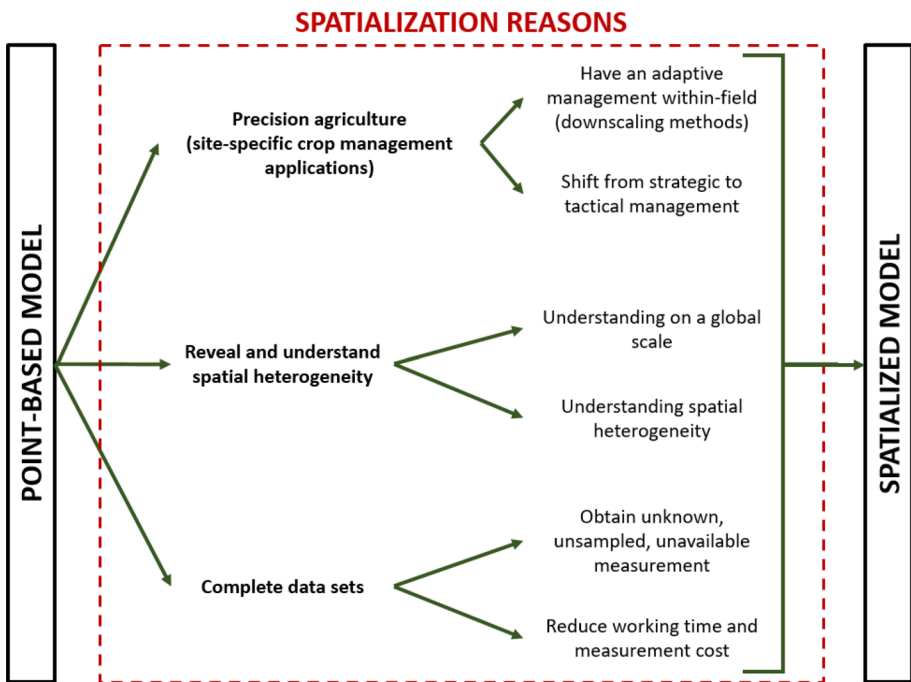 SPATIALIZATION REASONS
POINT-BASED MODEL
Precision agriculture
(site-specific crop management
applications)
Have an adaptive
management within-field
(downscaling methods)
Shift from strategic to
tactical management
Reveal and understand
spatial heterogeneity
Understanding on a global
scale
Understanding spatial
heterogeneity
Complete data sets
Obtain unknown,
unsampled, unavailable
measurement
Reduce working time and
measurement cost
SPATIALIZED MODEL